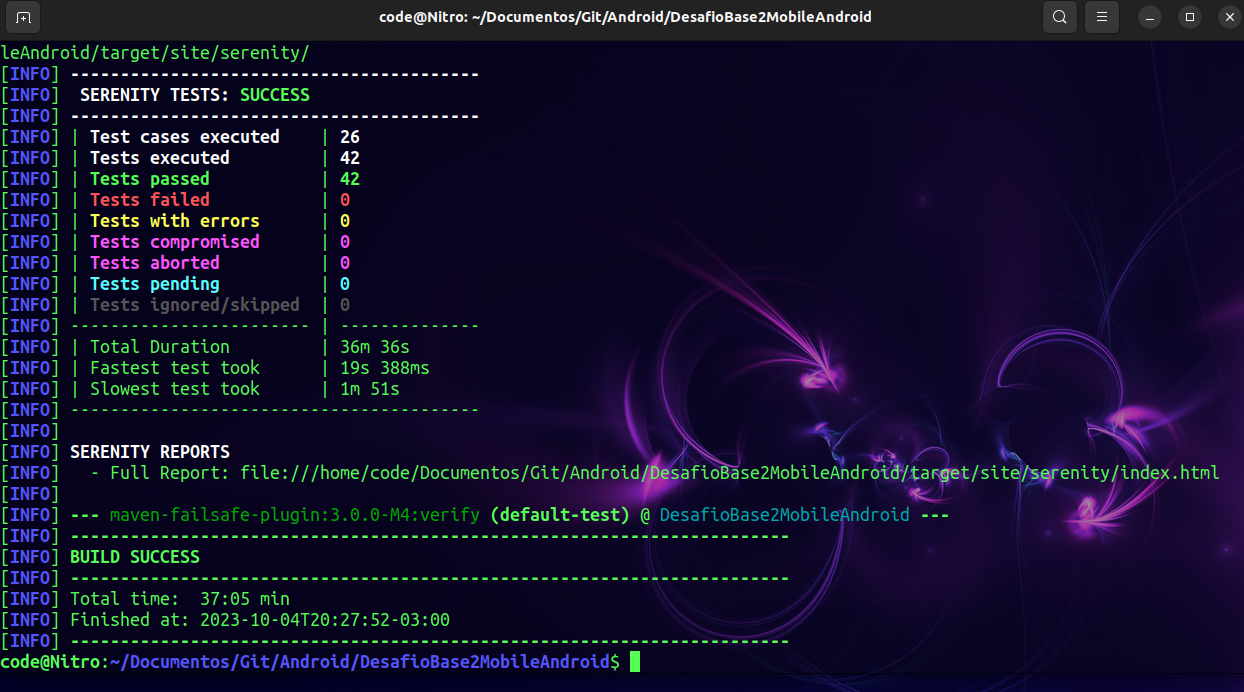 code@Nitro: ~/Documentos/Git/Android/DesafioBase2MobileAndroid
leAndroid/target/site/serenity/
[INFO] -----------------------------------------
[INFO]  SERENITY TESTS: SUCCESS
[INFO] -----------------------------------------
[INFO] | Test cases executed    | 26
[INFO] | Tests executed         | 42
[INFO] | Tests passed           | 42
[INFO] | Tests failed           | 0
[INFO] | Tests with errors      | 0
[INFO] | Tests compromised      | 0
[INFO] | Tests aborted          | 0
[INFO] | Tests pending          | 0
[INFO] | Tests ignored/skipped  | 0
[INFO] ------------------------ | --------------
[INFO] | Total Duration         | 36m 36s
[INFO] | Fastest test took      | 19s 388ms
[INFO] | Slowest test took      | 1m 51s
[INFO] -----------------------------------------
[INFO]
[INFO] SERENITY REPORTS
[INFO]   - Full Report: file:///home/code/Documentos/Git/Android/DesafioBase2MobileAndroid/target/site/serenity/index.html
[INFO]
[INFO] --- maven-failsafe-plugin:3.0.0-M4:verify (default-test) @ DesafioBase2MobileAndroid ---
[INFO] ------------------------------------------------------------------------
[INFO] BUILD SUCCESS
[INFO] ------------------------------------------------------------------------
[INFO] Total time:  37:05 min
[INFO] Finished at: 2023-10-04T20:27:52-03:00
[INFO] ------------------------------------------------------------------------
code@Nitro:~/Documentos/Git/Android/DesafioBase2MobileAndroid$